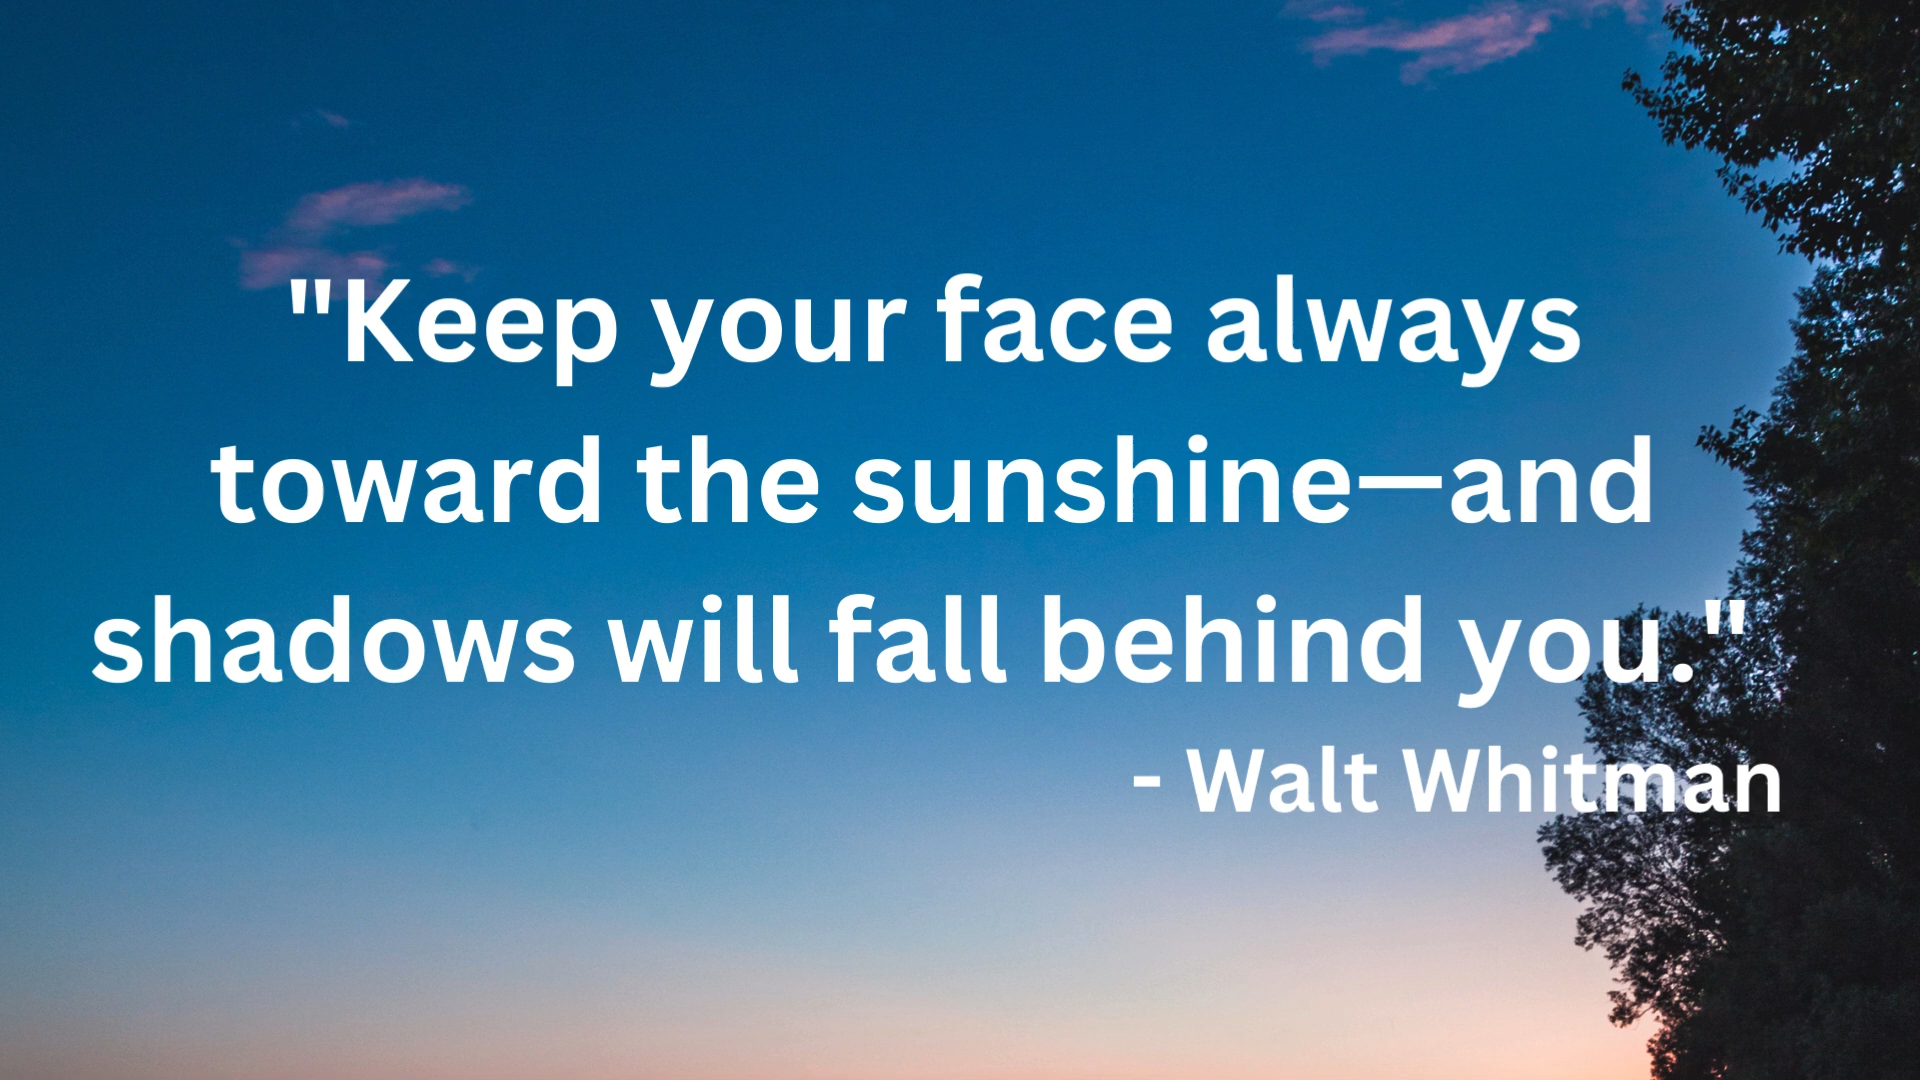 "Keep your face always
toward the sunshine—and
shadows will fall behind you."
- Walt Whitman